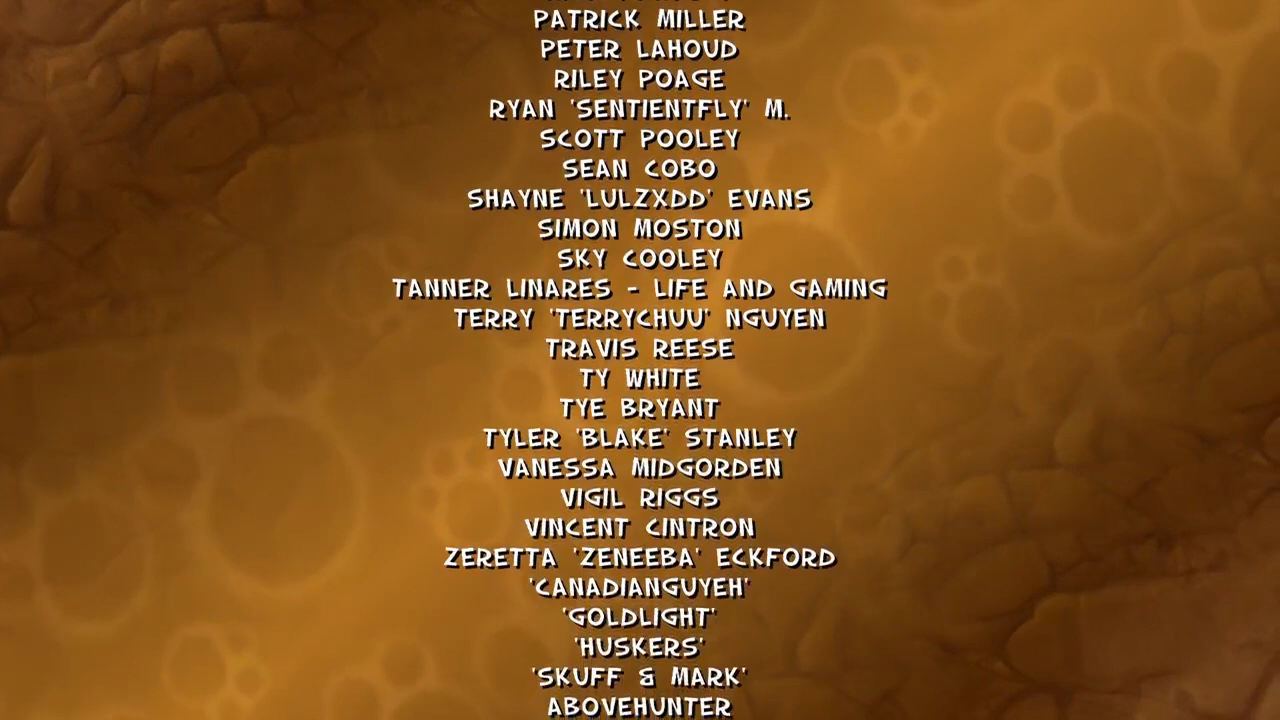 PATRICK MILLER
PETER LAHOUD
RILEY POAGE
RYAN 'SENTIENTFLY' M.
SCOTT POOLEY
SEAN COBO
SHAYNE 'LULZXDD' EVANS
SIMON MOSTON
SKY COOLEY
TANNER LINARES - LIFE AND GAMING
TERRY 'TERRYCHUU' NGUYEN
TRAVIS REESE
TY WHITE
TYE BRYANT
TYLER 'BLAKE' STANLEY
VANESSA MIDGORDEN
VIGIL RIGGS
VINCENT CINTRON
ZERETTA 'ZENEEBA' ECKFORD
'CANADIANGUYEH'
'GOLDLIGHT'
'HUSKERS'
'SKUFF & MARK'
ABOVEHUNTER